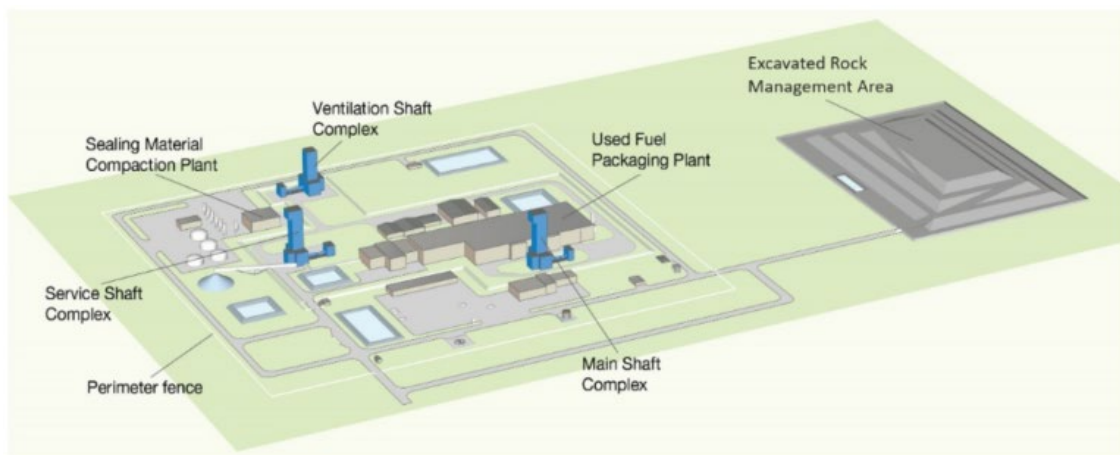 Excavated Rock
Management Area
Ventilation Shaft
Complex
Sealing Material
Compaction Plant
Used Fuel
Packaging Plant
Service Shaft
Complex
Main Shaft
Complex
Perimeter fence